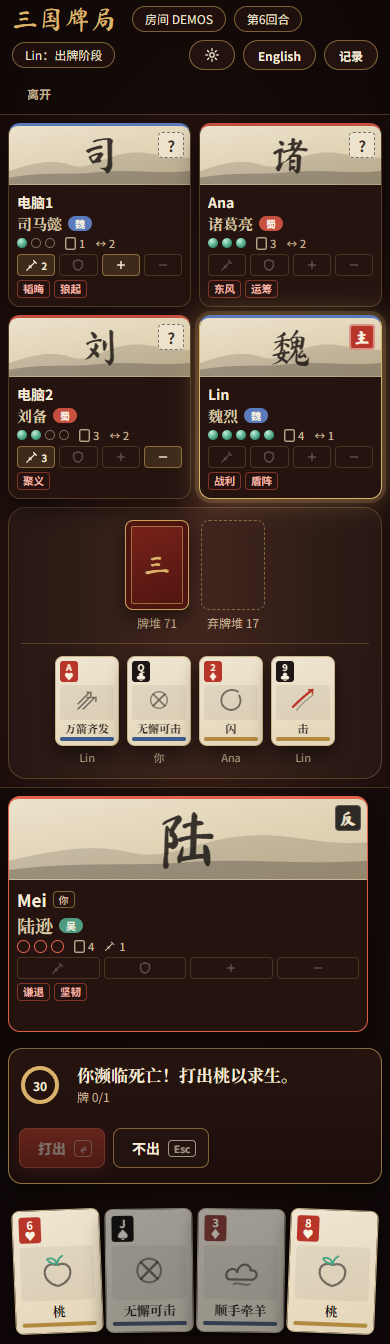 三国牌局
房间 DEMOS
第6回合
Lin：出牌阶段
English
记录
离开
司
?
电脑1
司马懿 魏
1 ↔2
2 + −
韬晦 狼起
诸
?
Ana
诸葛亮 蜀
3 ↔2
+ −
东风 运筹
刘
?
电脑2
刘备 蜀
3 ↔2
3 + −
聚义
魏
主
Lin
魏烈 魏
4 ↔1
+ −
战利 盾阵
三
牌堆 71
弃牌堆 17
A♥
万箭齐发
Lin
Q♣
无懈可击
你
2♦
闪
Ana
9♣
击
Lin
陆
反
Mei 你
陆逊 吴
4 1
+ −
谦退 坚韧
30
你濒临死亡！打出桃以求生。
牌 0/1
打出
不出 Esc
6♥
桃
J♠
无懈可击
3♦
顺手牵羊
8♥
桃